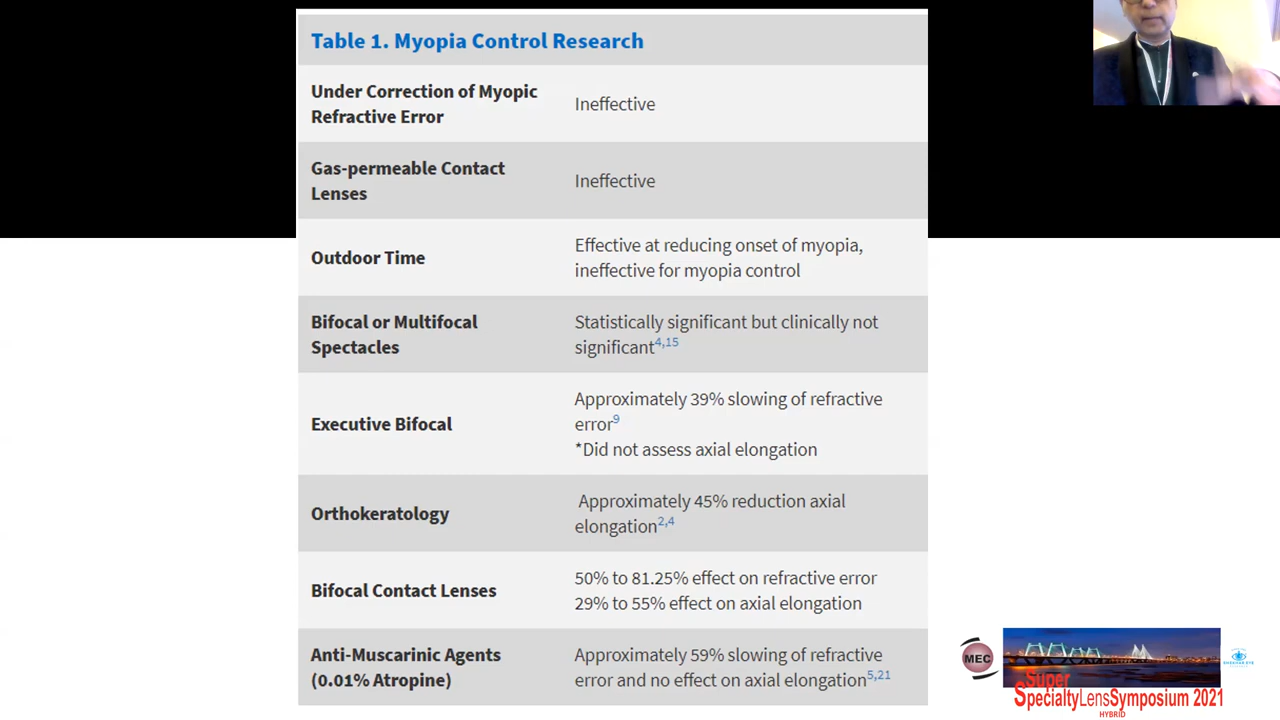 Table 1. Myopia Control Research
Under Correction of Myopic
Refractive Error
Ineffective
Gas-permeable Contact
Lenses
Ineffective
Outdoor Time
Effective at reducing onset of myopia,
ineffective for myopia control
Bifocal or Multifocal
Spectacles
Statistically significant but clinically not
significant4,15
Executive Bifocal
Approximately 39% slowing of refractive
error9
*Did not assess axial elongation
Orthokeratology
Approximately 45% reduction axial
elongation2,4
Bifocal Contact Lenses
50% to 81.25% effect on refractive error
29% to 55% effect on axial elongation
Anti-Muscarinic Agents
(0.01% Atropine)
Approximately 59% slowing of refractive
error and no effect on axial elongation5,21
MEC
Super
SpecialtyLensSymposium 2021
HYBRID